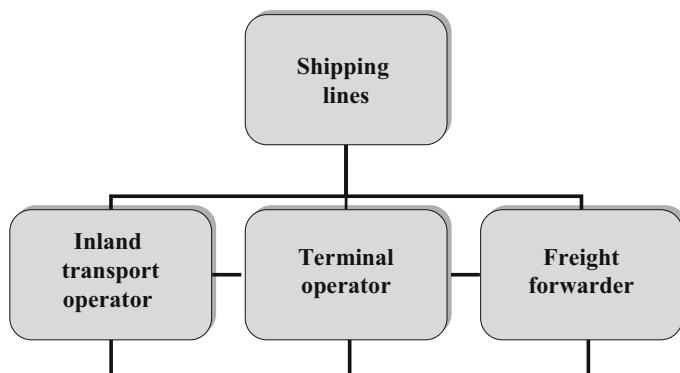 Shipping
lines
Inland
transport
operator
Terminal
operator
Freight
forwarder